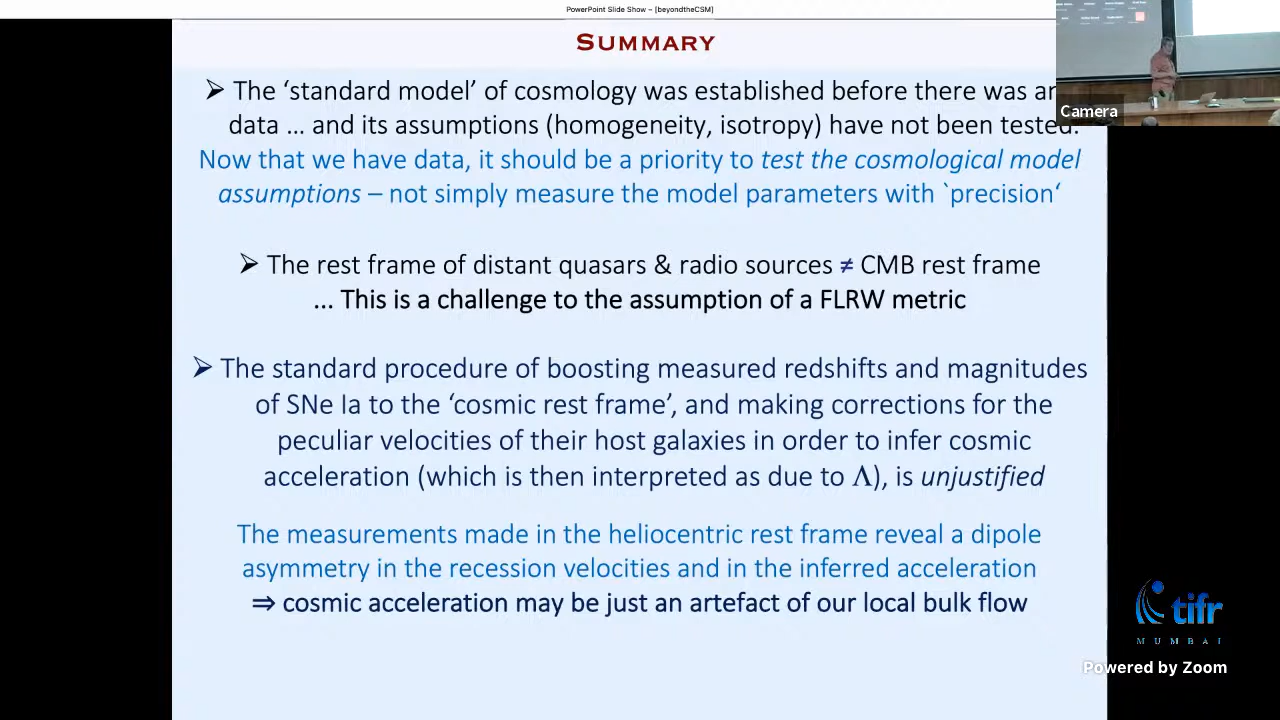 PowerPoint Slide Show – [beyondtheCSM]
SUMMARY
➢ The ‘standard model’ of cosmology was established before there was
data … and its assumptions (homogeneity, isotropy) have not been tested.
Now that we have data, it should be a priority to test the cosmological model
assumptions – not simply measure the model parameters with `precision‘
➢ The rest frame of distant quasars & radio sources ≠ CMB rest frame
... This is a challenge to the assumption of a FLRW metric
➢ The standard procedure of boosting measured redshifts and magnitudes
of SNe Ia to the ‘cosmic rest frame’, and making corrections for the
peculiar velocities of their host galaxies in order to infer cosmic
acceleration (which is then interpreted as due to Λ), is unjustified
The measurements made in the heliocentric rest frame reveal a dipole
asymmetry in the recession velocities and in the inferred acceleration
⇒ cosmic acceleration may be just an artefact of our local bulk flow
Camera
tifr
MUMBAI
Powered by Zoom